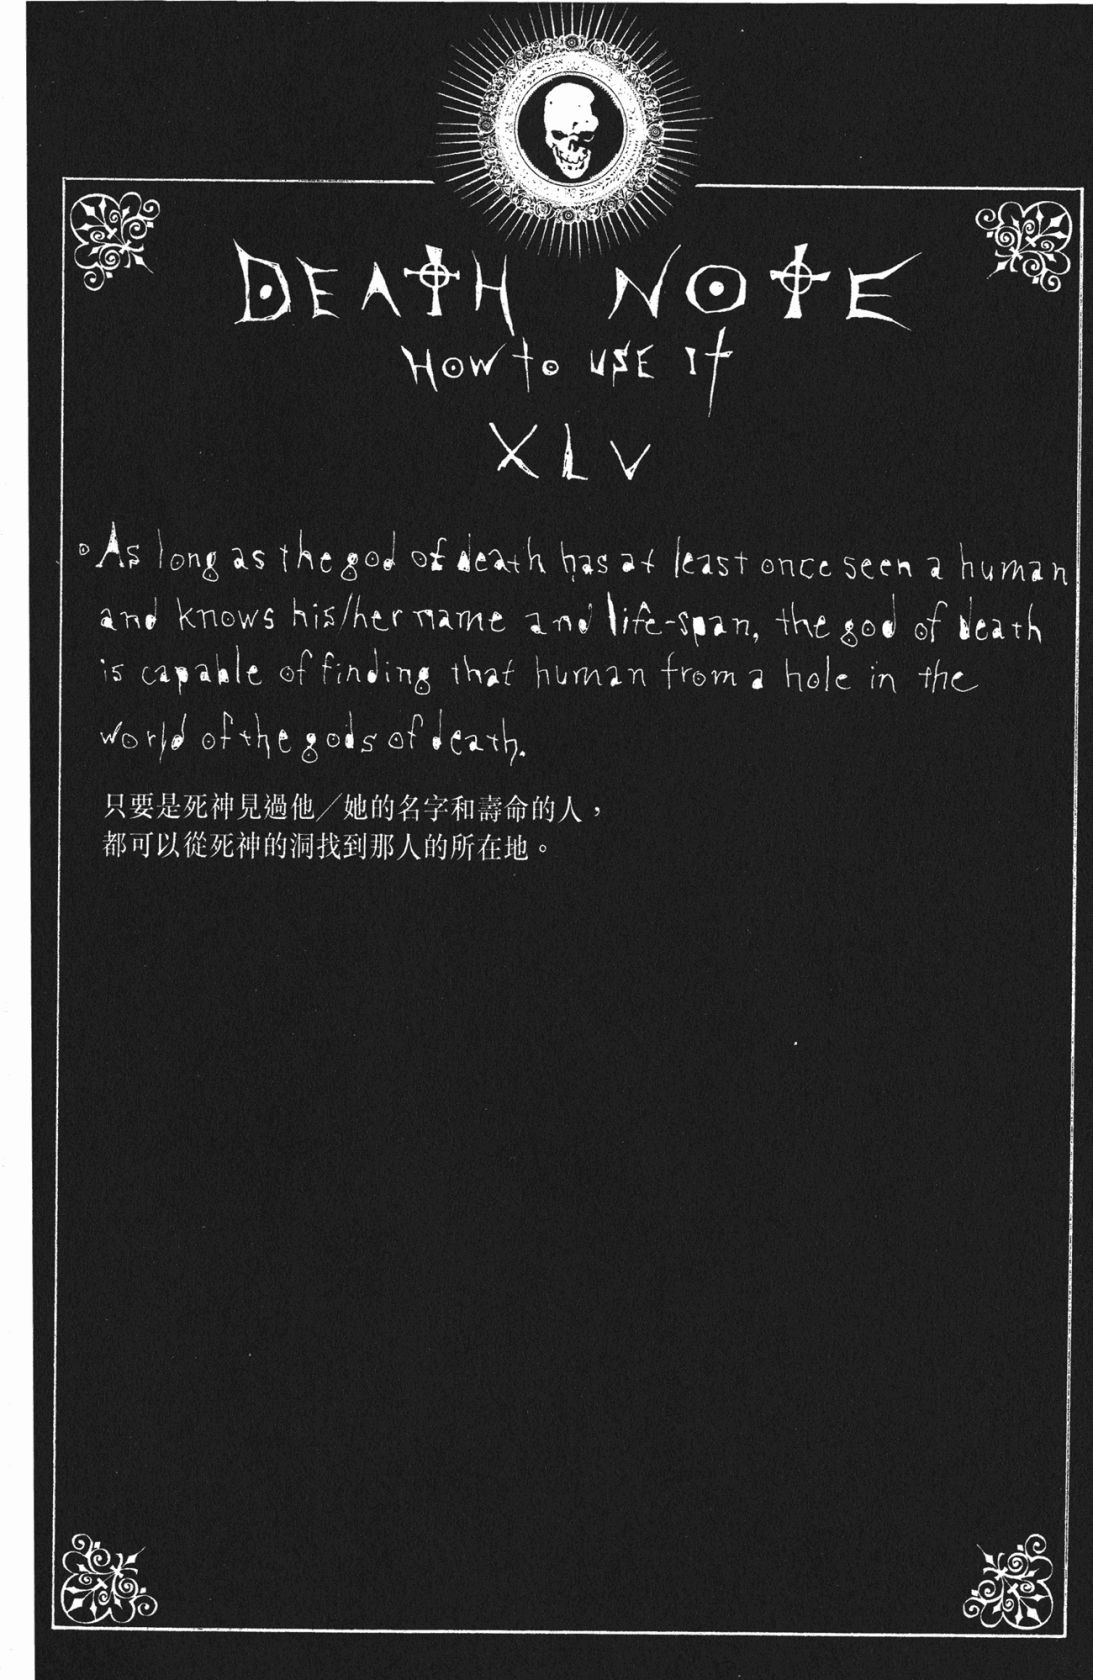 DEATH NOTE
HOW to USE It
XLV
◦ As long as the god of death has at least once seen a human
and knows his/her name and life-span, the god of death
is capable of finding that human from a hole in the
world of the gods of death.
只要是死神見過他／她的名字和壽命的人，
都可以從死神的洞找到那人的所在地。